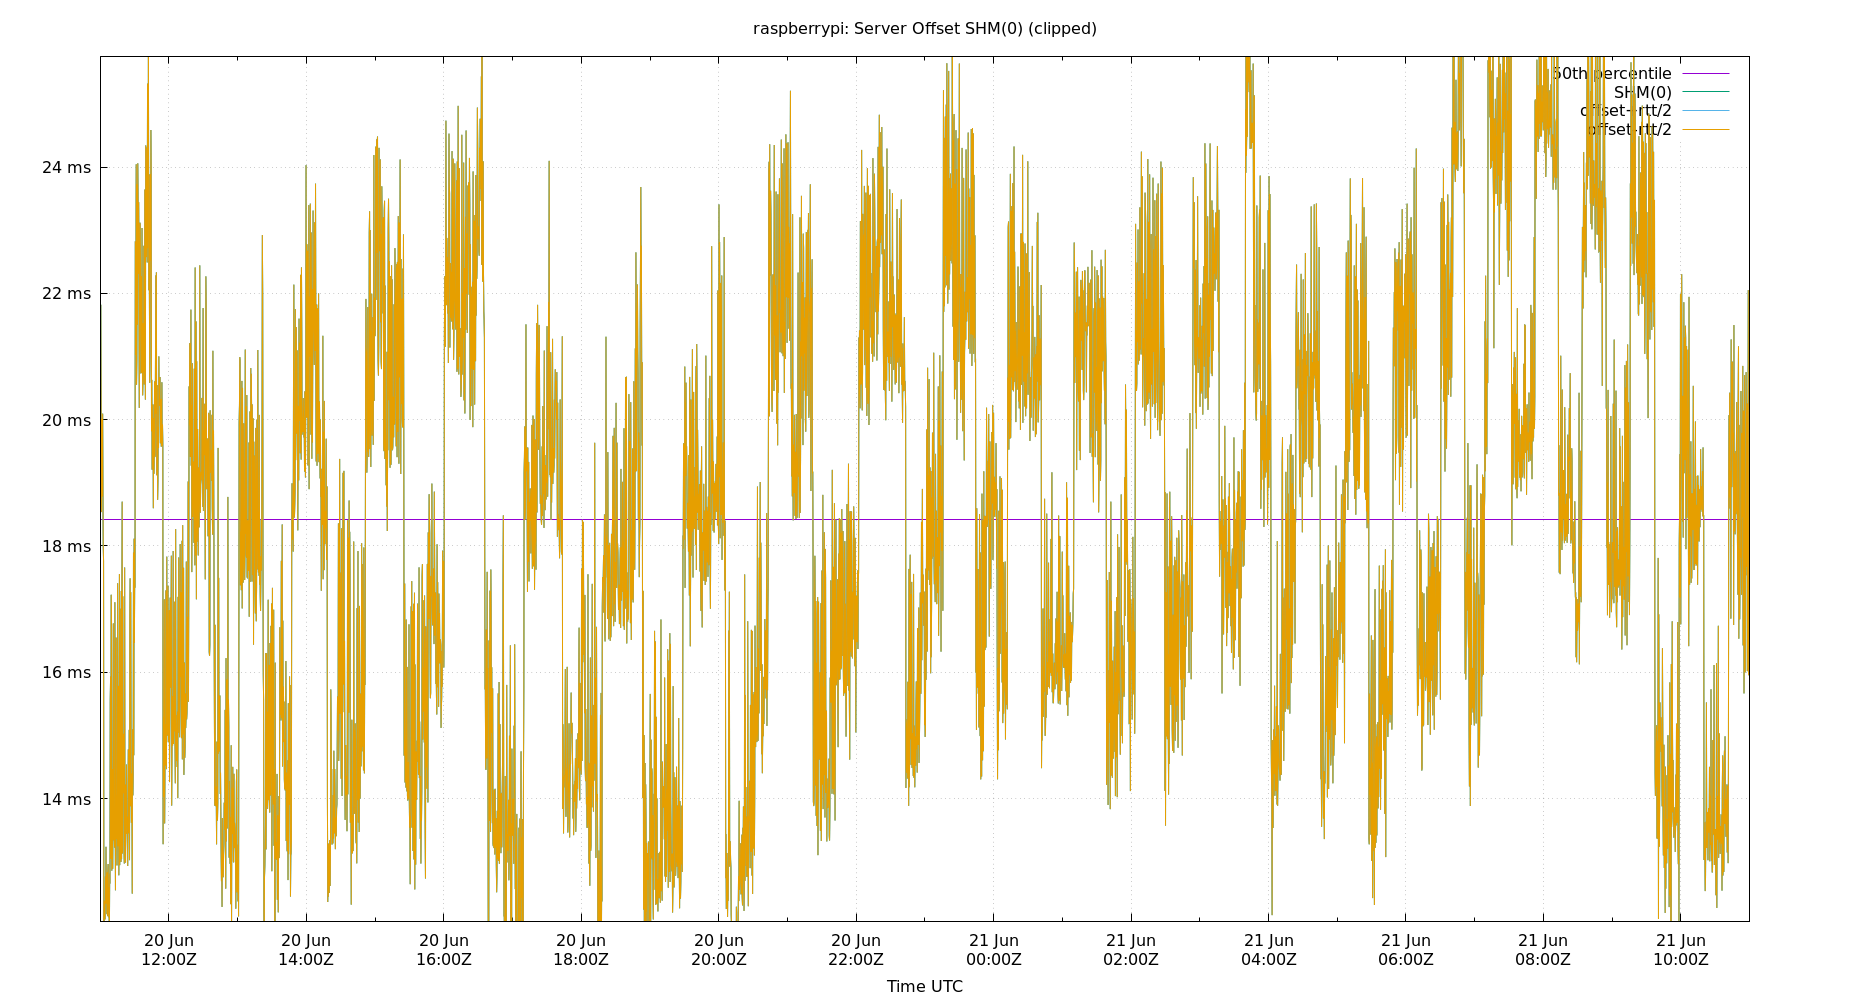 raspberrypi: Server Offset SHM(0) (clipped)
50th percentile
SHM(0)
offset+rtt/2
offset-rtt/2
24 ms
22 ms
20 ms
18 ms
16 ms
14 ms
20 Jun 20 Jun 20 Jun 20 Jun 20 Jun 20 Jun 21 Jun 21 Jun 21 Jun 21 Jun 21 Jun 21 Jun
12:00Z 14:00Z 16:00Z 18:00Z 20:00Z 22:00Z 00:00Z 02:00Z 04:00Z 06:00Z 08:00Z 10:00Z
Time UTC